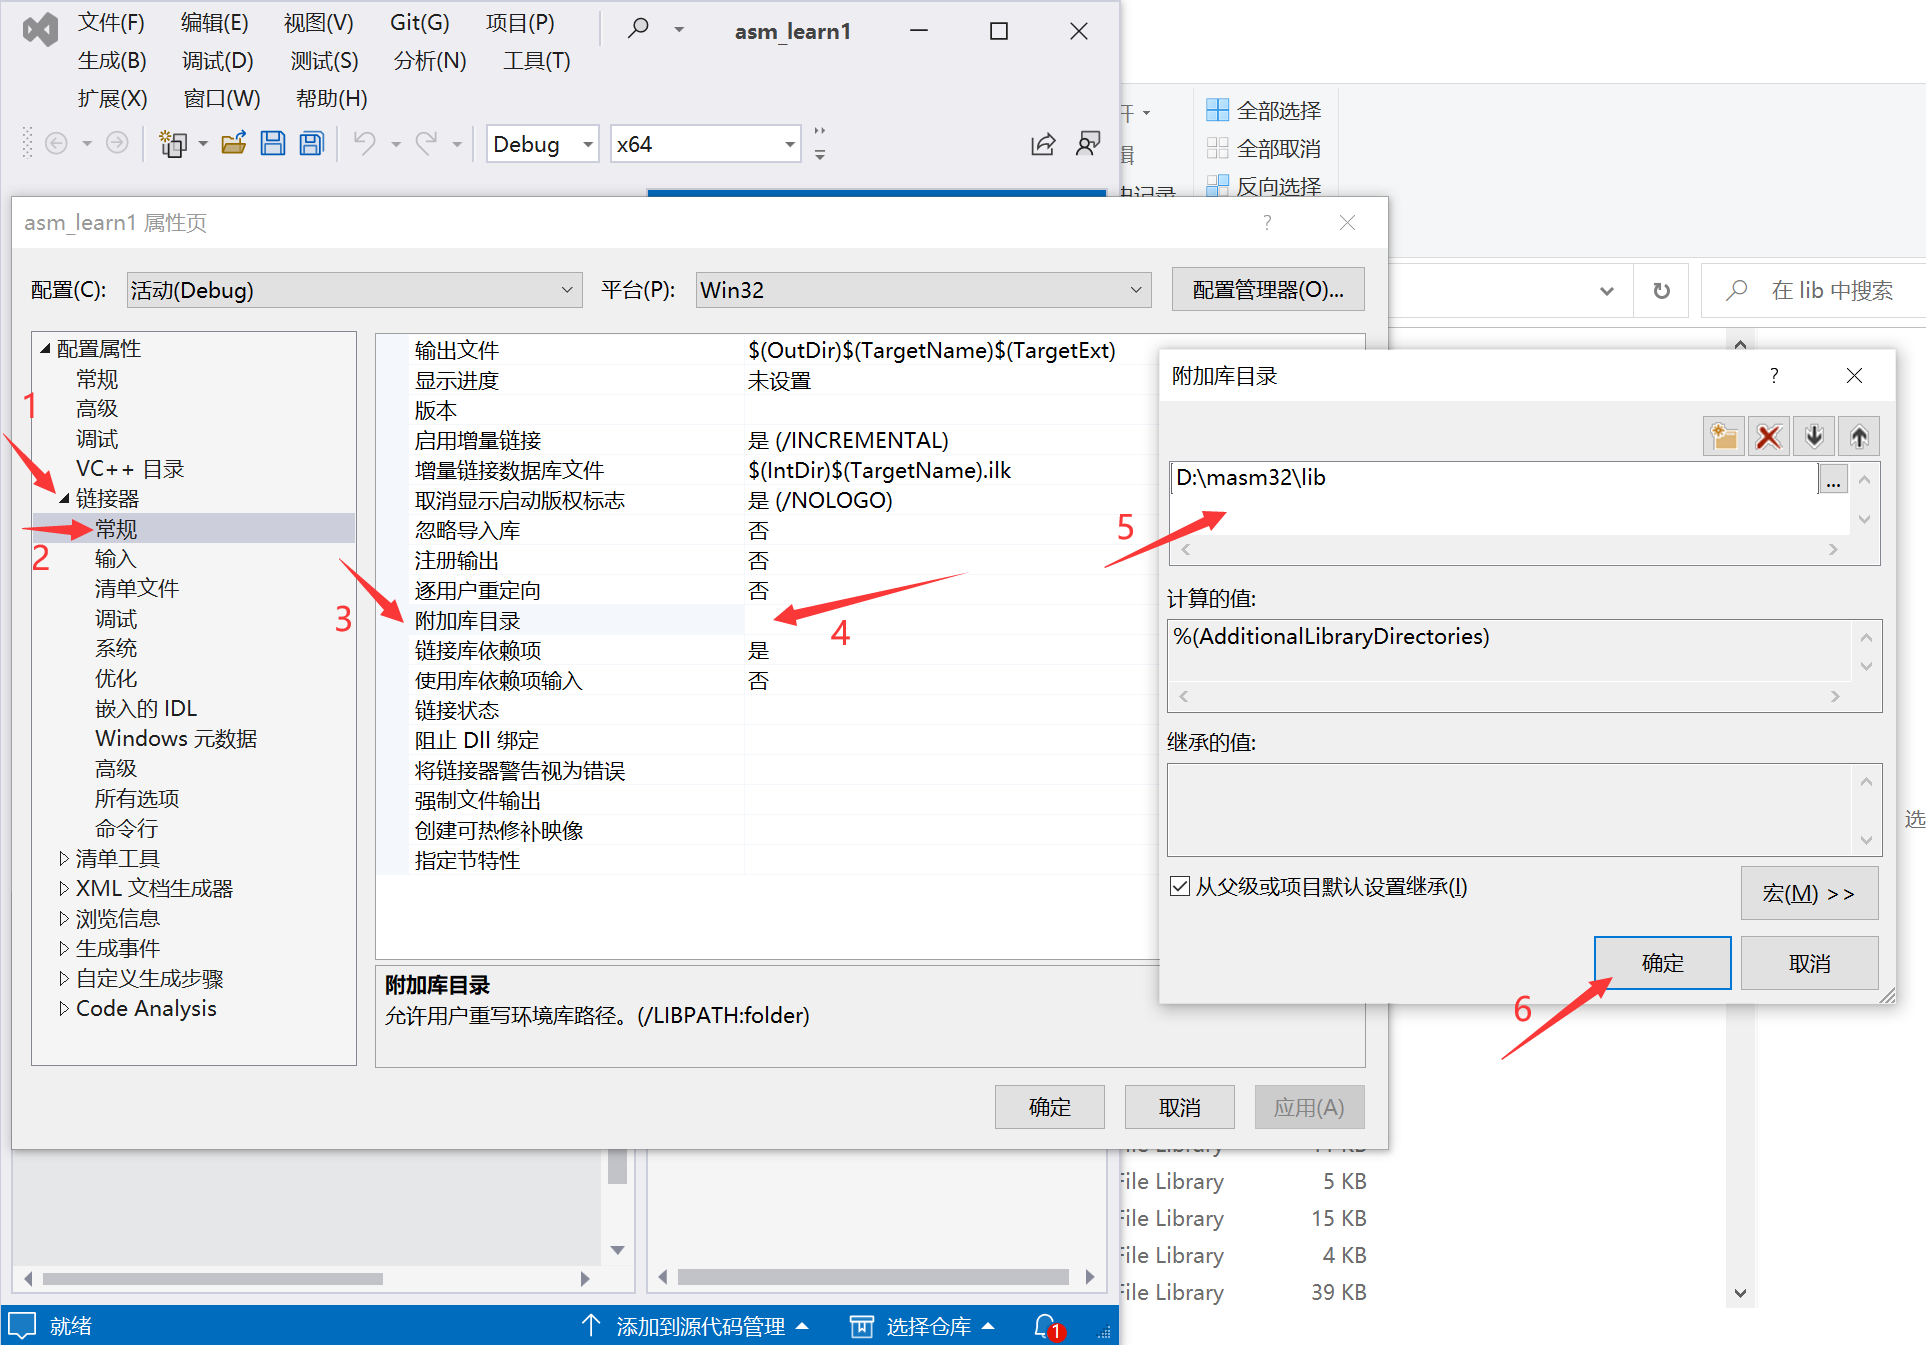 文件(F) 编辑(E) 视图(V) Git(G) 项目(P) asm_learn1
生成(B) 调试(D) 测试(S) 分析(N) 工具(T)
扩展(X) 窗口(W) 帮助(H)
Debug x64
全部选择
全部取消
反向选择
asm_learn1 属性页
配置(C): 活动(Debug) 平台(P): Win32 配置管理器(O)...
在 lib 中搜索
配置属性
常规
高级
调试
VC++ 目录
链接器
常规
输入
清单文件
调试
系统
优化
嵌入的 IDL
Windows 元数据
高级
所有选项
命令行
清单工具
XML 文档生成器
浏览信息
生成事件
自定义生成步骤
Code Analysis
1
2
3
4
5
6
输出文件 $(OutDir)$(TargetName)$(TargetExt)
显示进度 未设置
版本
启用增量链接 是 (/INCREMENTAL)
增量链接数据库文件 $(IntDir)$(TargetName).ilk
取消显示启动版权标志 是 (/NOLOGO)
忽略导入库 否
注册输出 否
逐用户重定向 否
附加库目录
链接库依赖项 是
使用库依赖项输入 否
链接状态
阻止 Dll 绑定
将链接器警告视为错误
强制文件输出
创建可热修补映像
指定节特性
附加库目录
允许用户重写环境库路径。(/LIBPATH:folder)
确定 取消 应用(A)
附加库目录
D:\masm32\lib
...
计算的值:
%(AdditionalLibraryDirectories)
继承的值:
从父级或项目默认设置继承(I)
宏(M) >>
确定 取消
选
File Library 5 KB
File Library 15 KB
File Library 4 KB
File Library 39 KB
就绪 添加到源代码管理 选择仓库 1